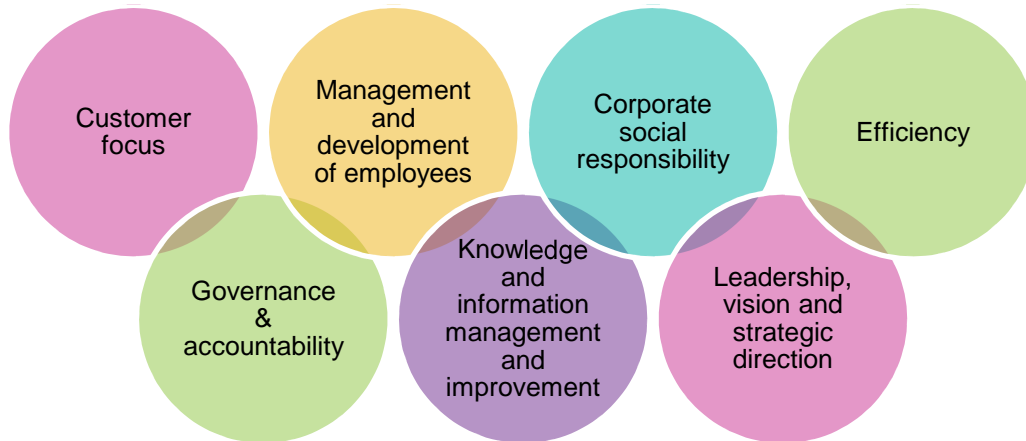 Customer
focus
Management
and
development
of employees
Corporate
social
responsibility
Efficiency
Governance
&
accountability
Knowledge
and
information
management
and
improvement
Leadership,
vision and
strategic
direction